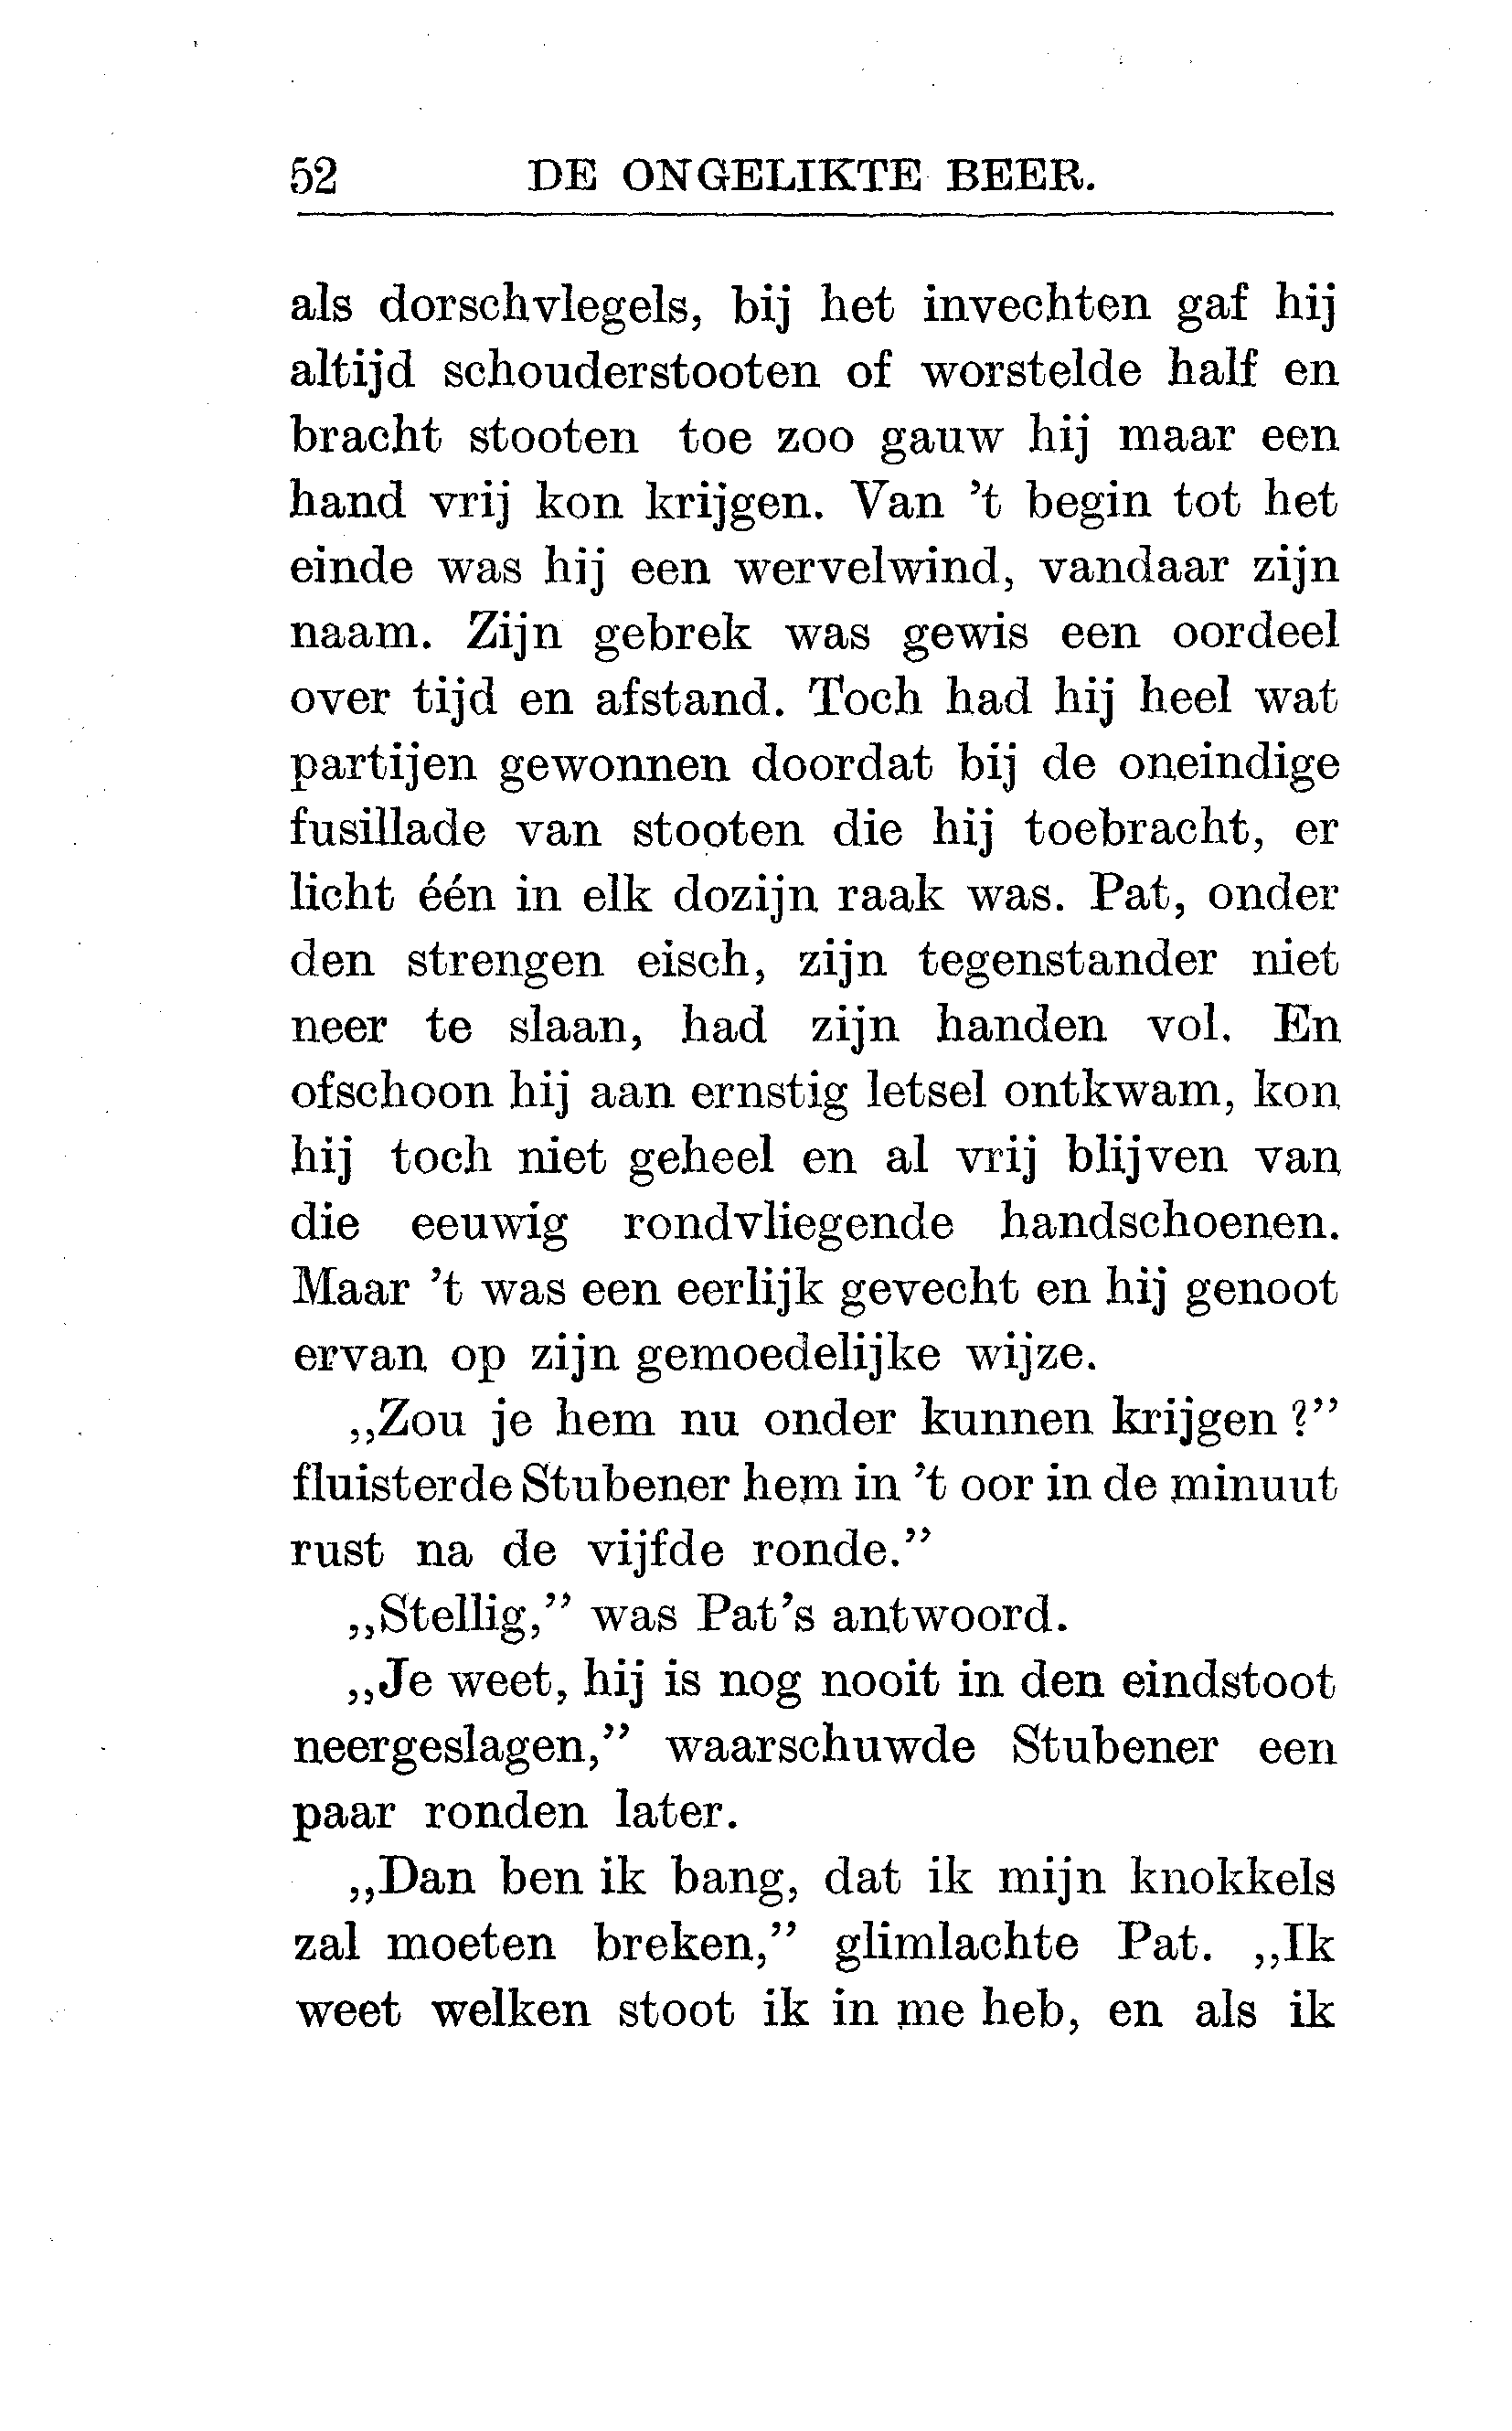 52 DE ONGELIKTE BEER.
als dorschvlegels, bij het invechten gaf hij
altijd schouderstooten of worstelde half en
bracht stooten toe zoo gauw hij maar een
hand vrij kon krijgen. Van 't begin tot het
einde was hij een wervelwind, vandaar zijn
naam. Zijn gebrek was gewis een oordeel
over tijd en afstand. Toch had hij heel wat
partijen gewonnen doordat bij de oneindige
fusillade van stooten die hij toebracht, er
licht één in elk dozijn raak was. Pat, onder
den strengen eisch, zijn tegenstander niet
neer te slaan, had zijn handen vol. En
ofschoon hij aan ernstig letsel ontkwam, kon
hij toch niet geheel en al vrij blijven van
die eeuwig rondvliegende handschoenen.
Maar 't was een eerlijk gevecht en hij genoot
ervan op zijn gemoedelijke wijze.
„Zou je hem nu onder kunnen krijgen?”
fluisterde Stubener hem in 't oor in de minuut
rust na de vijfde ronde.”
„Stellig,” was Pat's antwoord.
„Je weet, hij is nog nooit in den eindstoot
neergeslagen,” waarschuwde Stubener een
paar ronden later.
„Dan ben ik bang, dat ik mijn knokkels
zal moeten breken,” glimlachte Pat. „Ik
weet welken stoot ik in me heb, en als ik